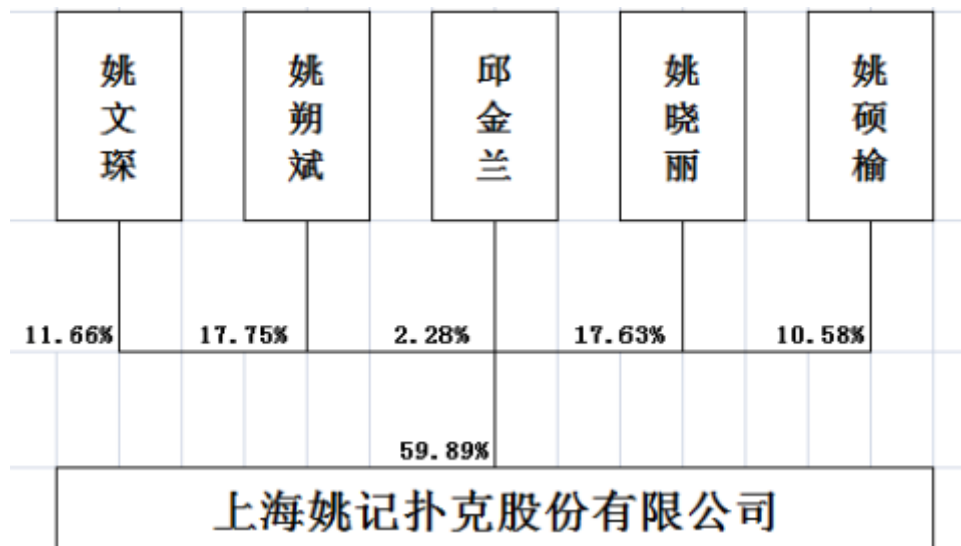 姚文琛
姚朔斌
邱金兰
姚晓丽
姚硕榆
11.66%
17.75%
2.28%
17.63%
10.58%
59.89%
上海姚记扑克股份有限公司